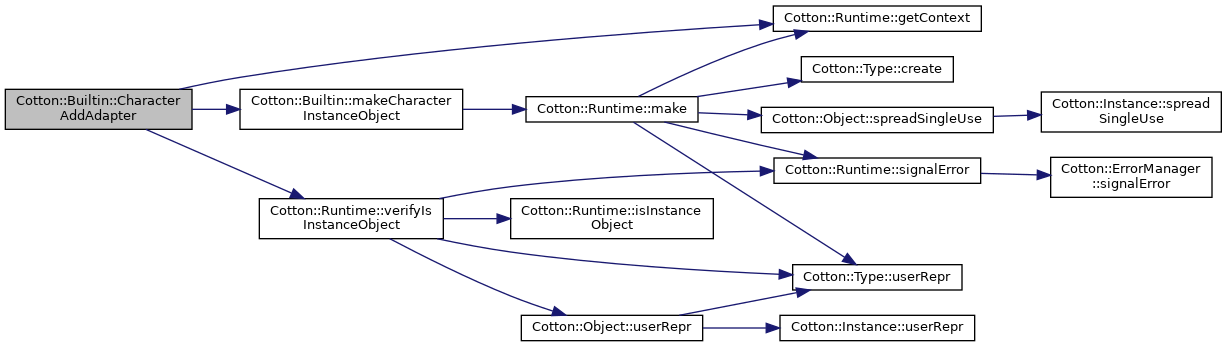 Cotton::Builtin::Character
AddAdapter
Cotton::Runtime::getContext
Cotton::Builtin::makeCharacter
InstanceObject
Cotton::Runtime::make
Cotton::Type::create
Cotton::Object::spreadSingleUse
Cotton::Instance::spread
SingleUse
Cotton::Runtime::signalError
Cotton::ErrorManager
::signalError
Cotton::Runtime::verifyIs
InstanceObject
Cotton::Runtime::isInstance
Object
Cotton::Type::userRepr
Cotton::Object::userRepr
Cotton::Instance::userRepr